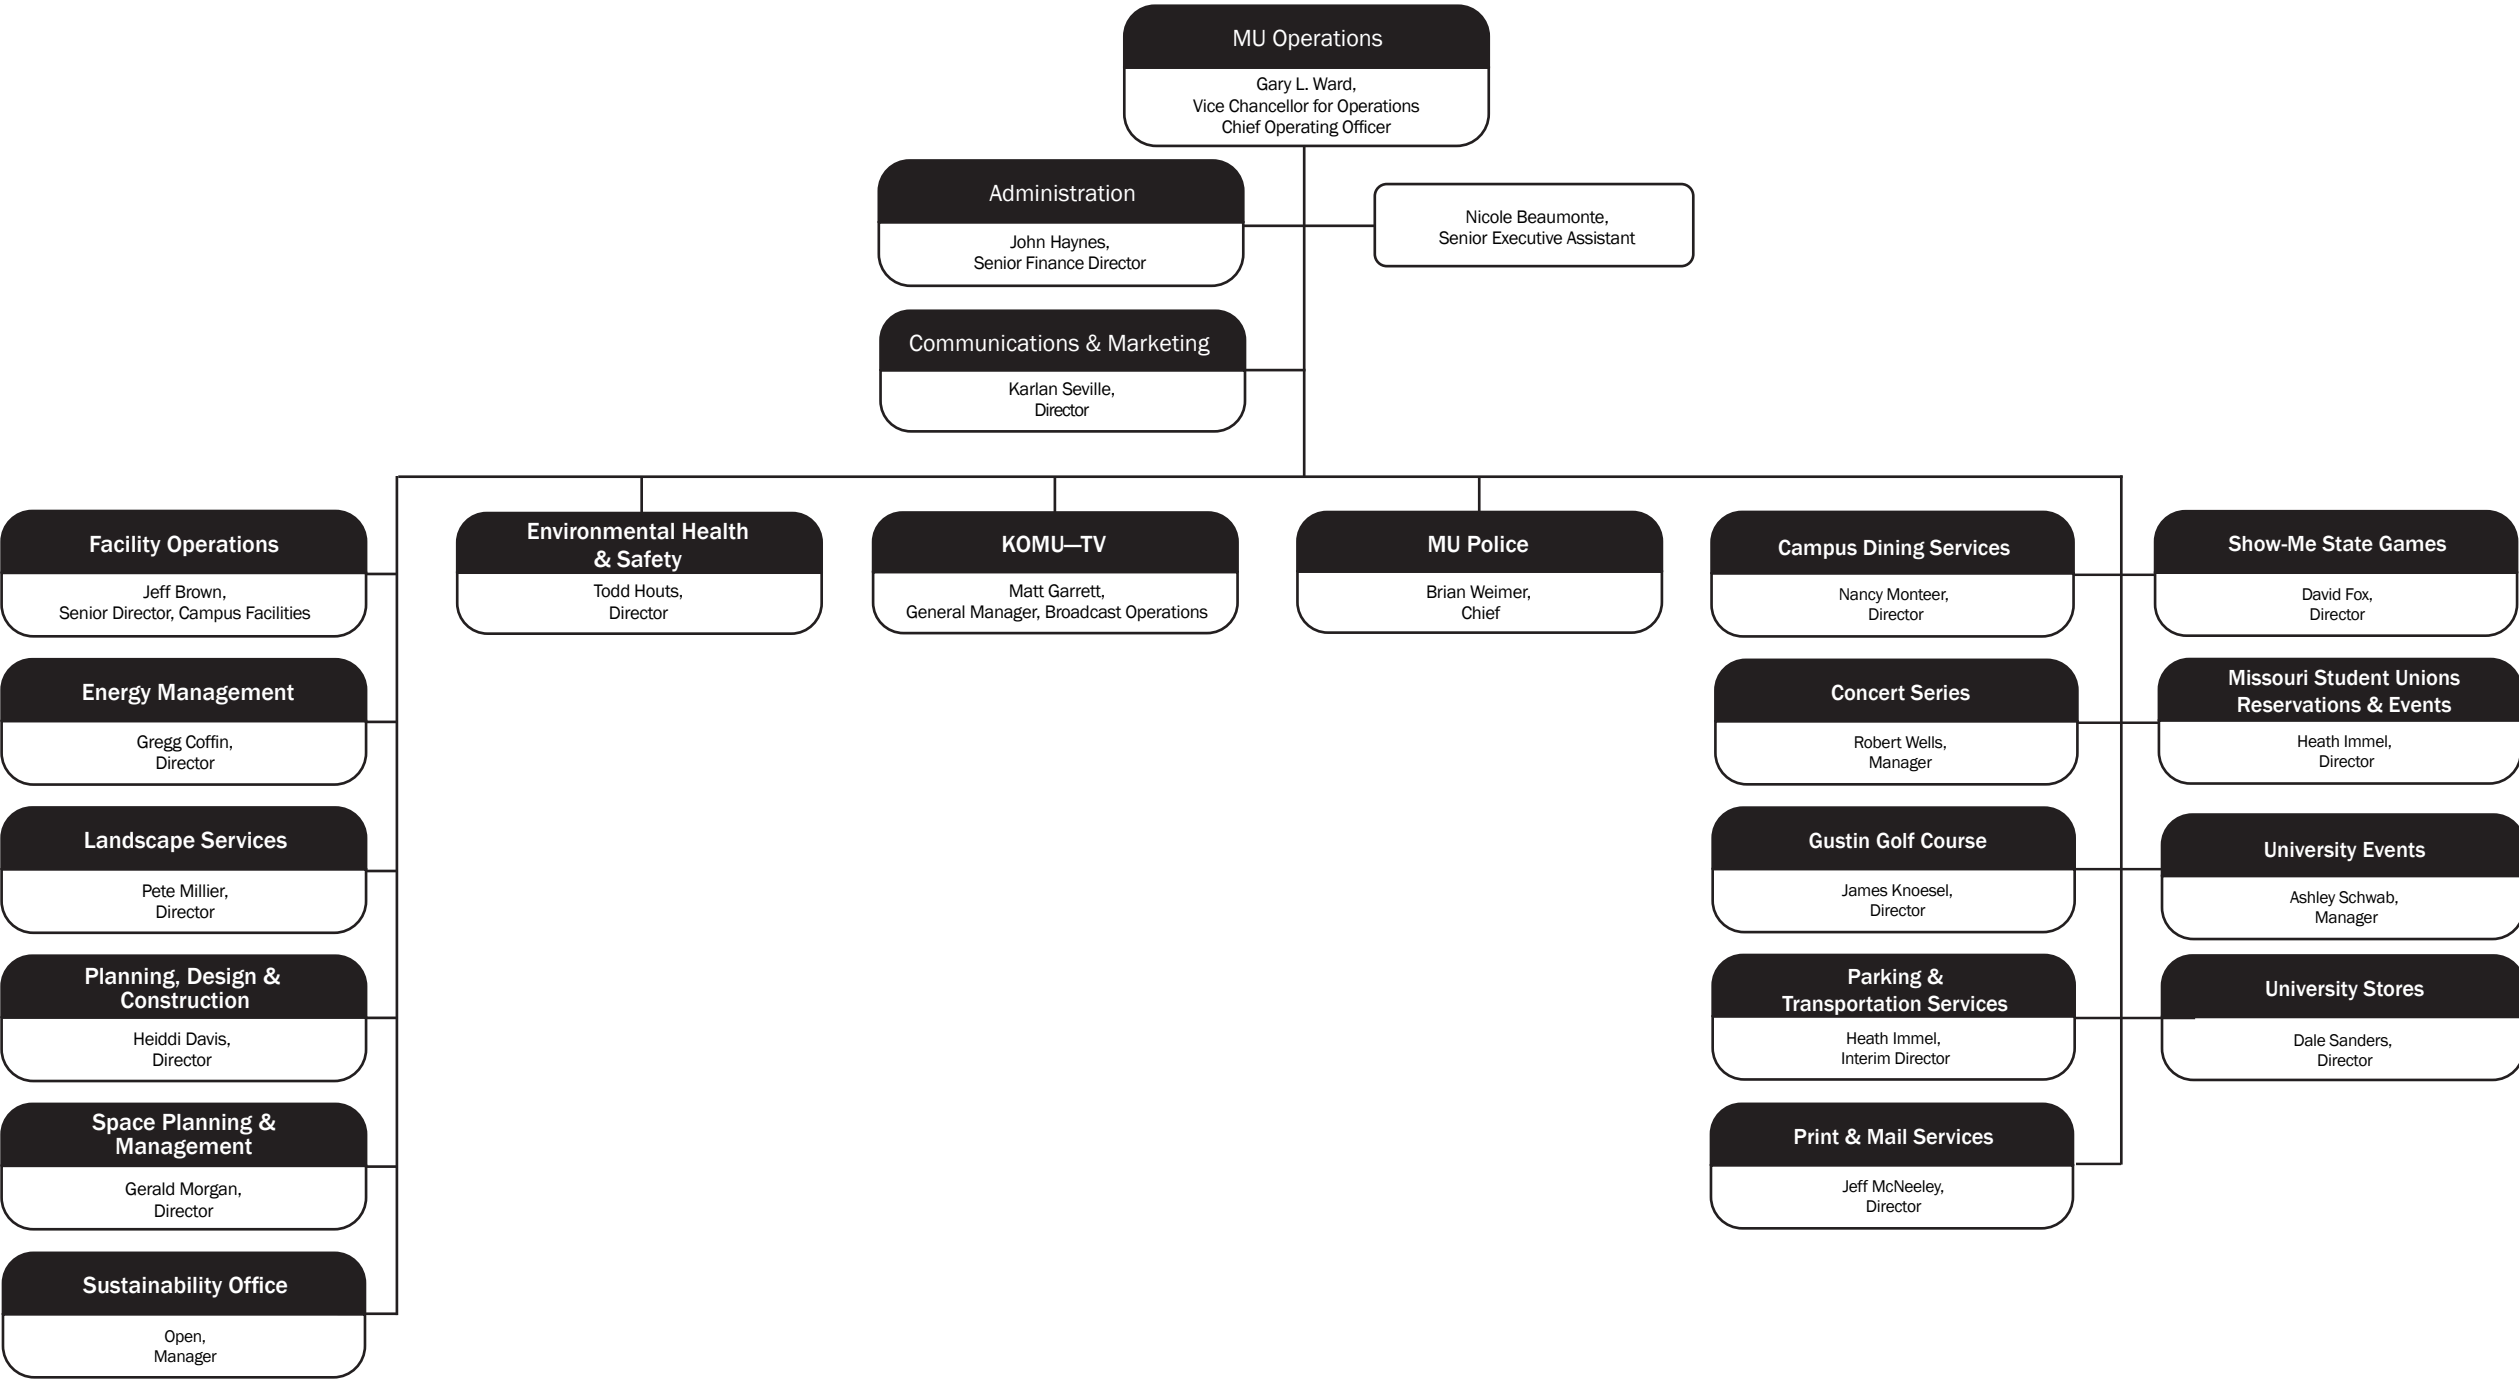 MU Operations
Gary L. Ward,
Vice Chancellor for Operations
Chief Operating Officer
Administration
John Haynes,
Senior Finance Director
Nicole Beaumonte,
Senior Executive Assistant
Communications & Marketing
Karlan Seville,
Director
Facility Operations
Jeff Brown,
Senior Director, Campus Facilities
Energy Management
Gregg Coffin,
Director
Landscape Services
Pete Millier,
Director
Planning, Design &
Construction
Heiddi Davis,
Director
Space Planning &
Management
Gerald Morgan,
Director
Sustainability Office
Open,
Manager
Environmental Health
& Safety
Todd Houts,
Director
KOMU—TV
Matt Garrett,
General Manager, Broadcast Operations
MU Police
Brian Weimer,
Chief
Campus Dining Services
Nancy Monteer,
Director
Concert Series
Robert Wells,
Manager
Gustin Golf Course
James Knoesel,
Director
Parking &
Transportation Services
Heath Immel,
Interim Director
Print & Mail Services
Jeff McNeeley,
Director
Show-Me State Games
David Fox,
Director
Missouri Student Unions
Reservations & Events
Heath Immel,
Director
University Events
Ashley Schwab,
Manager
University Stores
Dale Sanders,
Director